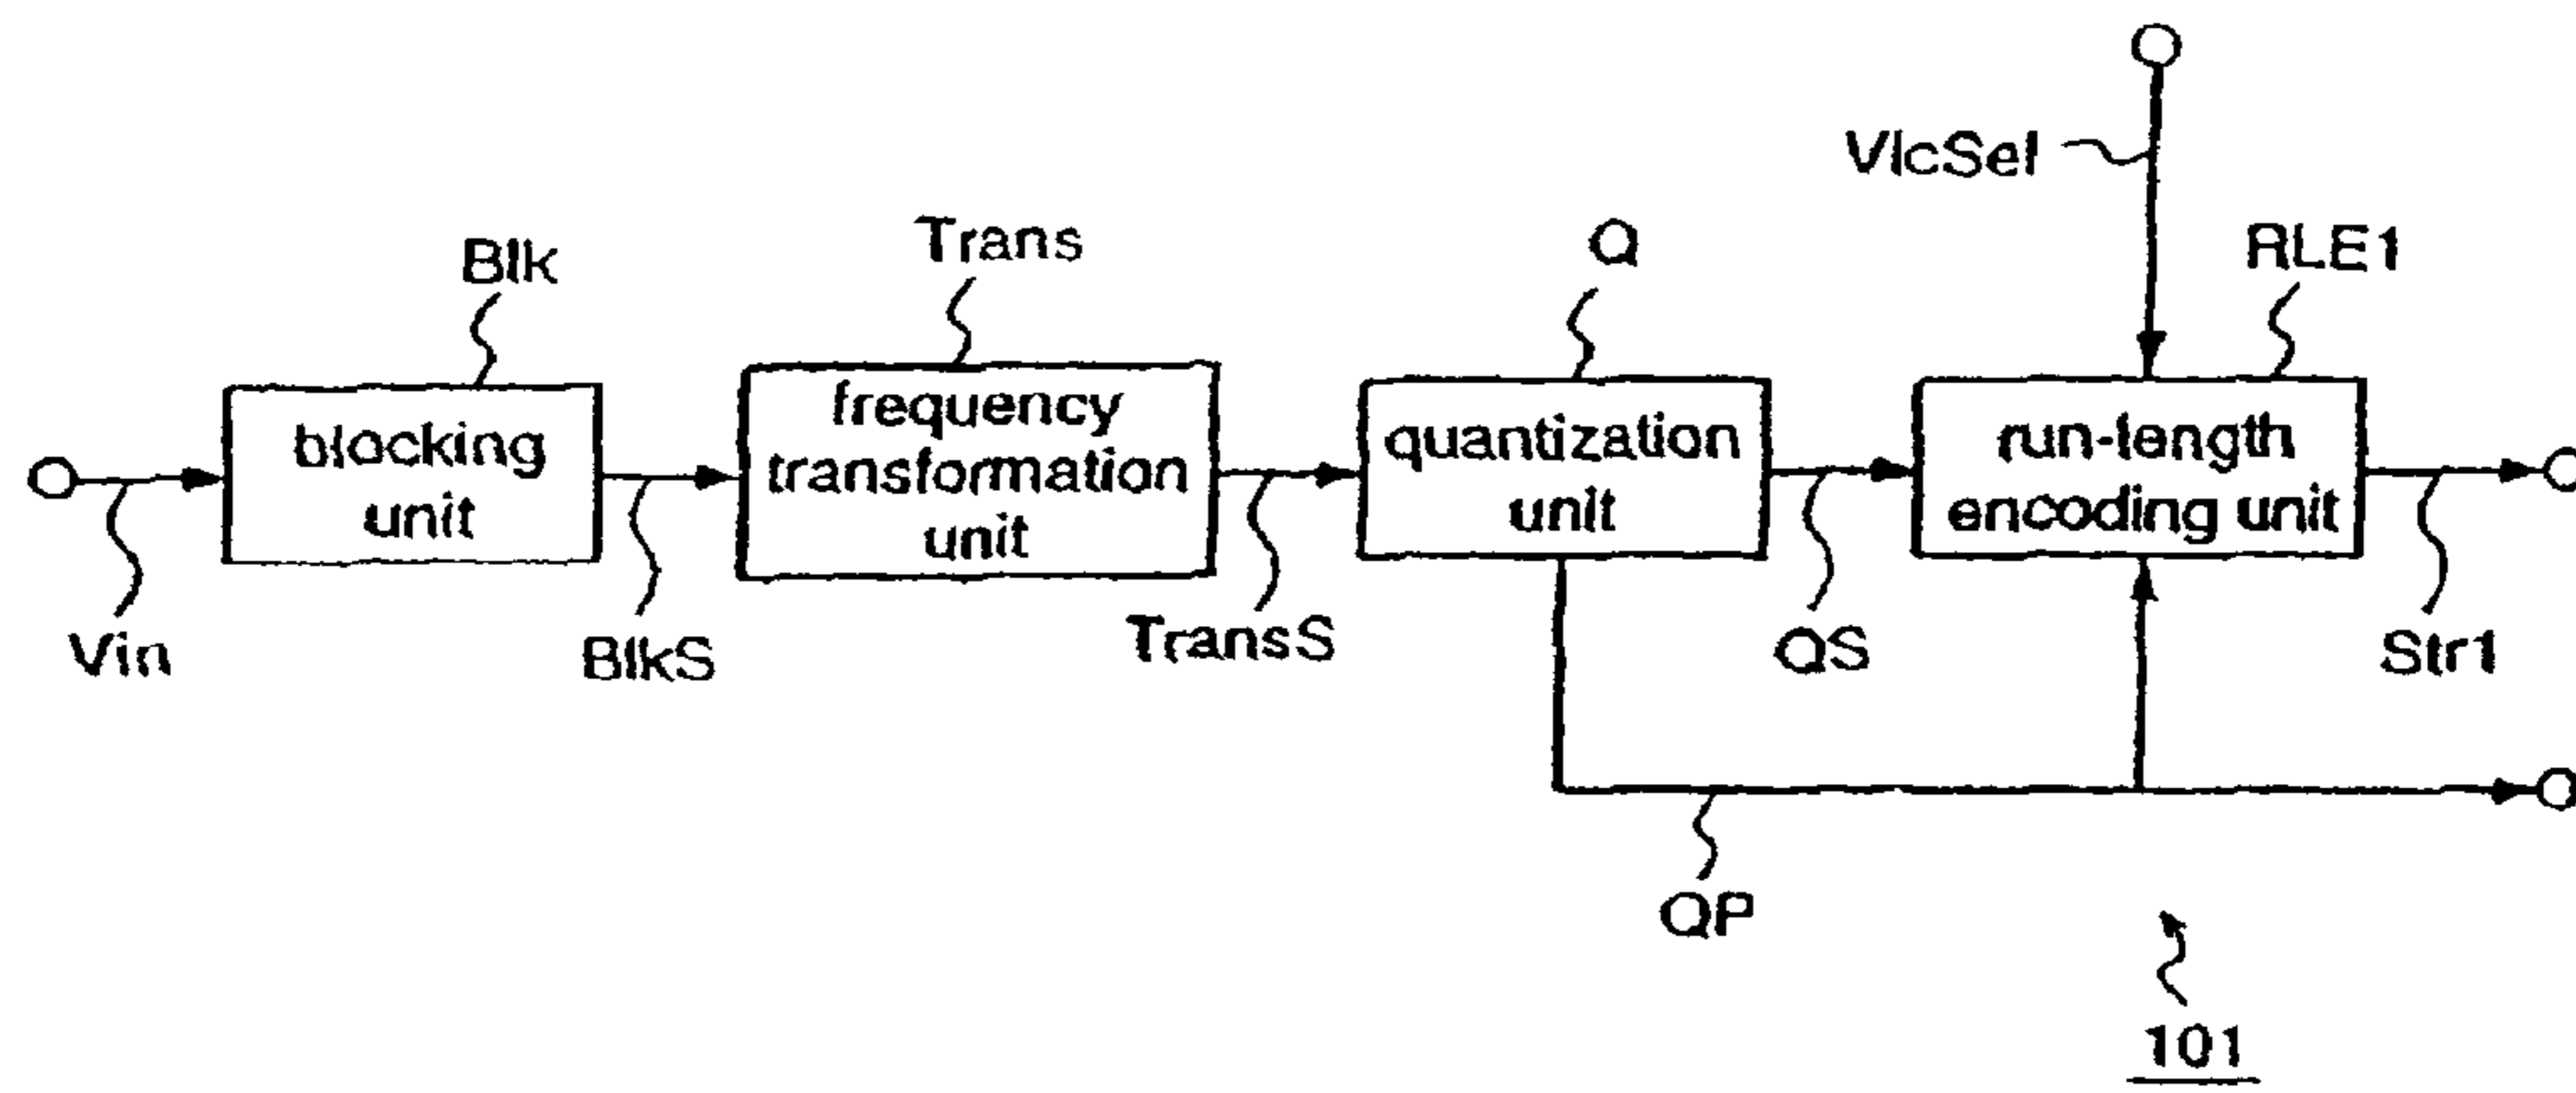 VlcSel
Blk
Trans
Q
RLE1
blocking
unit
frequency
transformation
unit
quantization
unit
run-length
encoding unit
Vin
BlkS
TransS
QS
Str1
QP
101